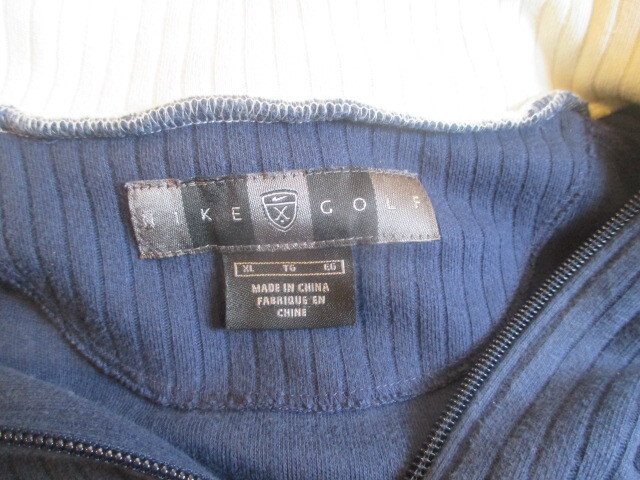 NIKE GOLF
XL TG EG
MADE IN CHINA
FABRIQUE EN
CHINE